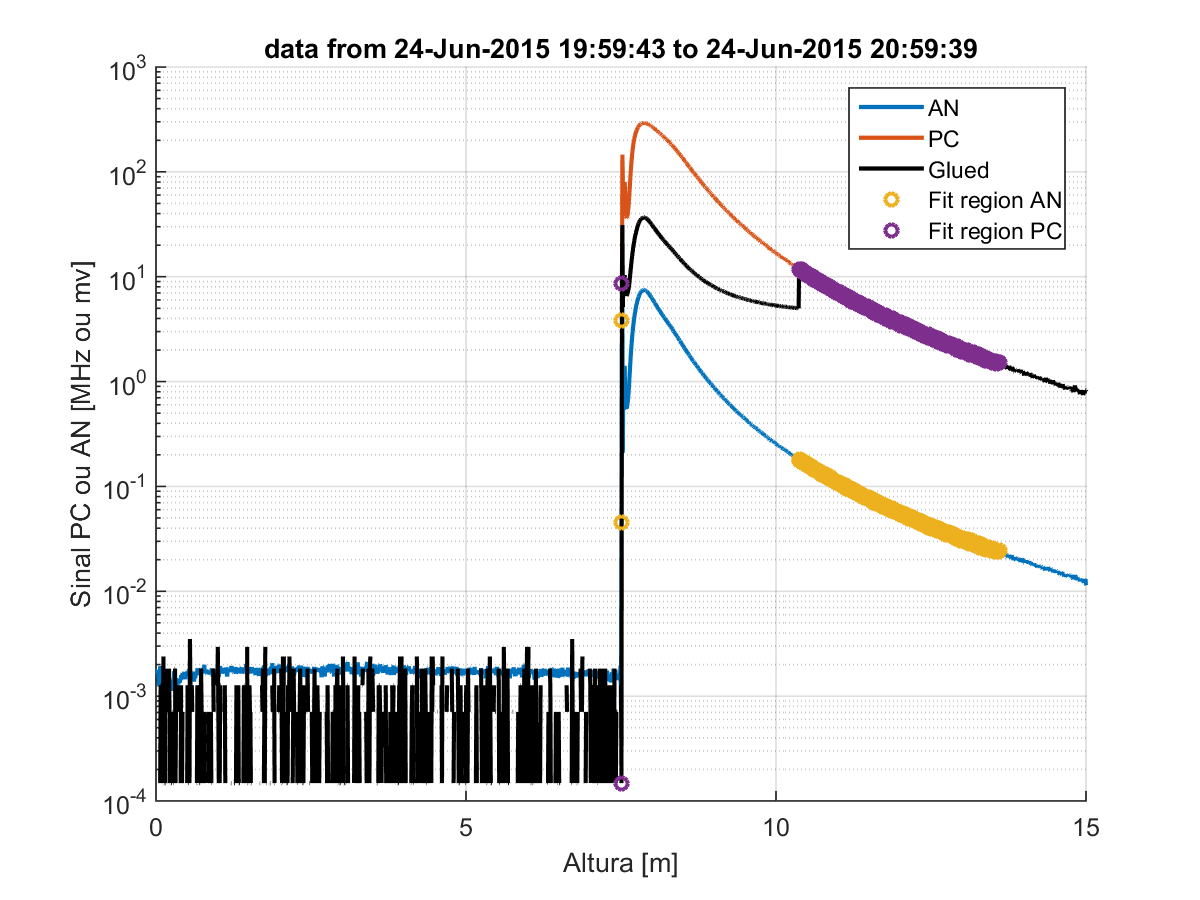 data from 24-Jun-2015 19:59:43 to 24-Jun-2015 20:59:39
AN
PC
Glued
Fit region AN
Fit region PC
Sinal PC ou AN [MHz ou mv]
10^3
10^2
10^1
10^0
10^-1
10^-2
10^-3
10^-4
0 5 10 15
Altura [m]